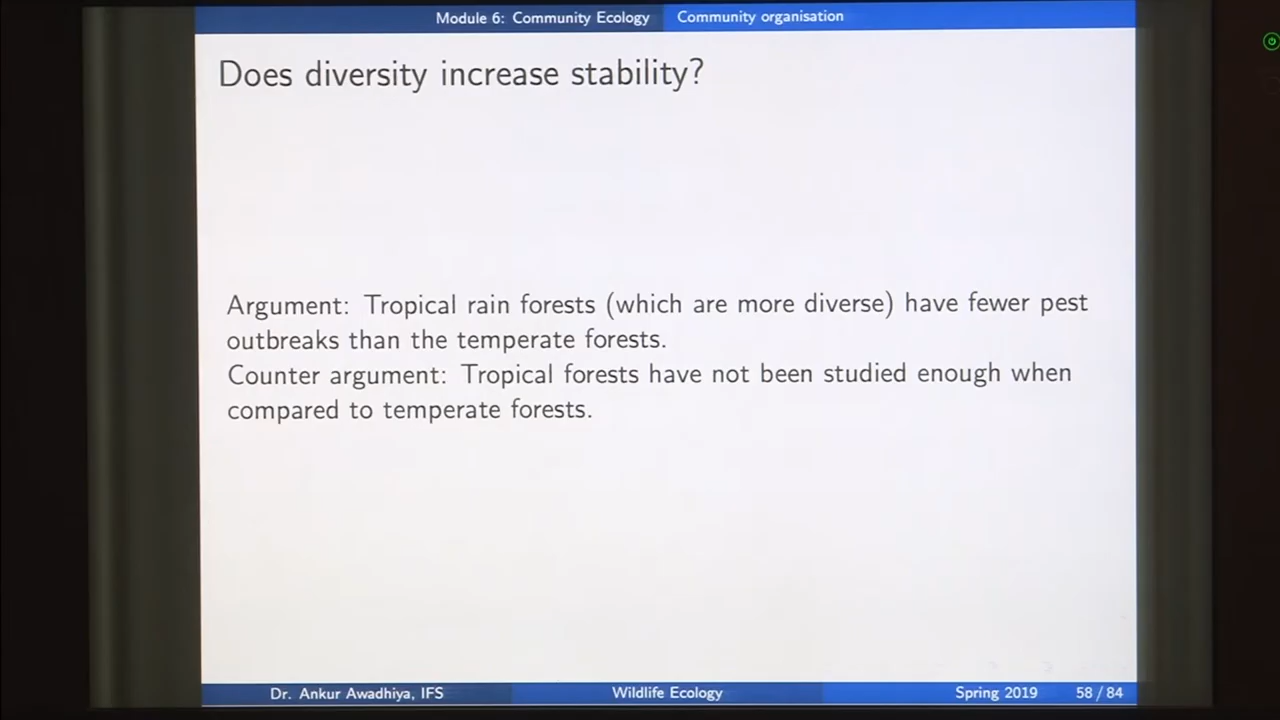 Module 6: Community Ecology Community organisation
Does diversity increase stability?
Argument: Tropical rain forests (which are more diverse) have fewer pest
outbreaks than the temperate forests.
Counter argument: Tropical forests have not been studied enough when
compared to temperate forests.
Dr. Ankur Awadhiya, IFS Wildlife Ecology Spring 2019 58 / 84